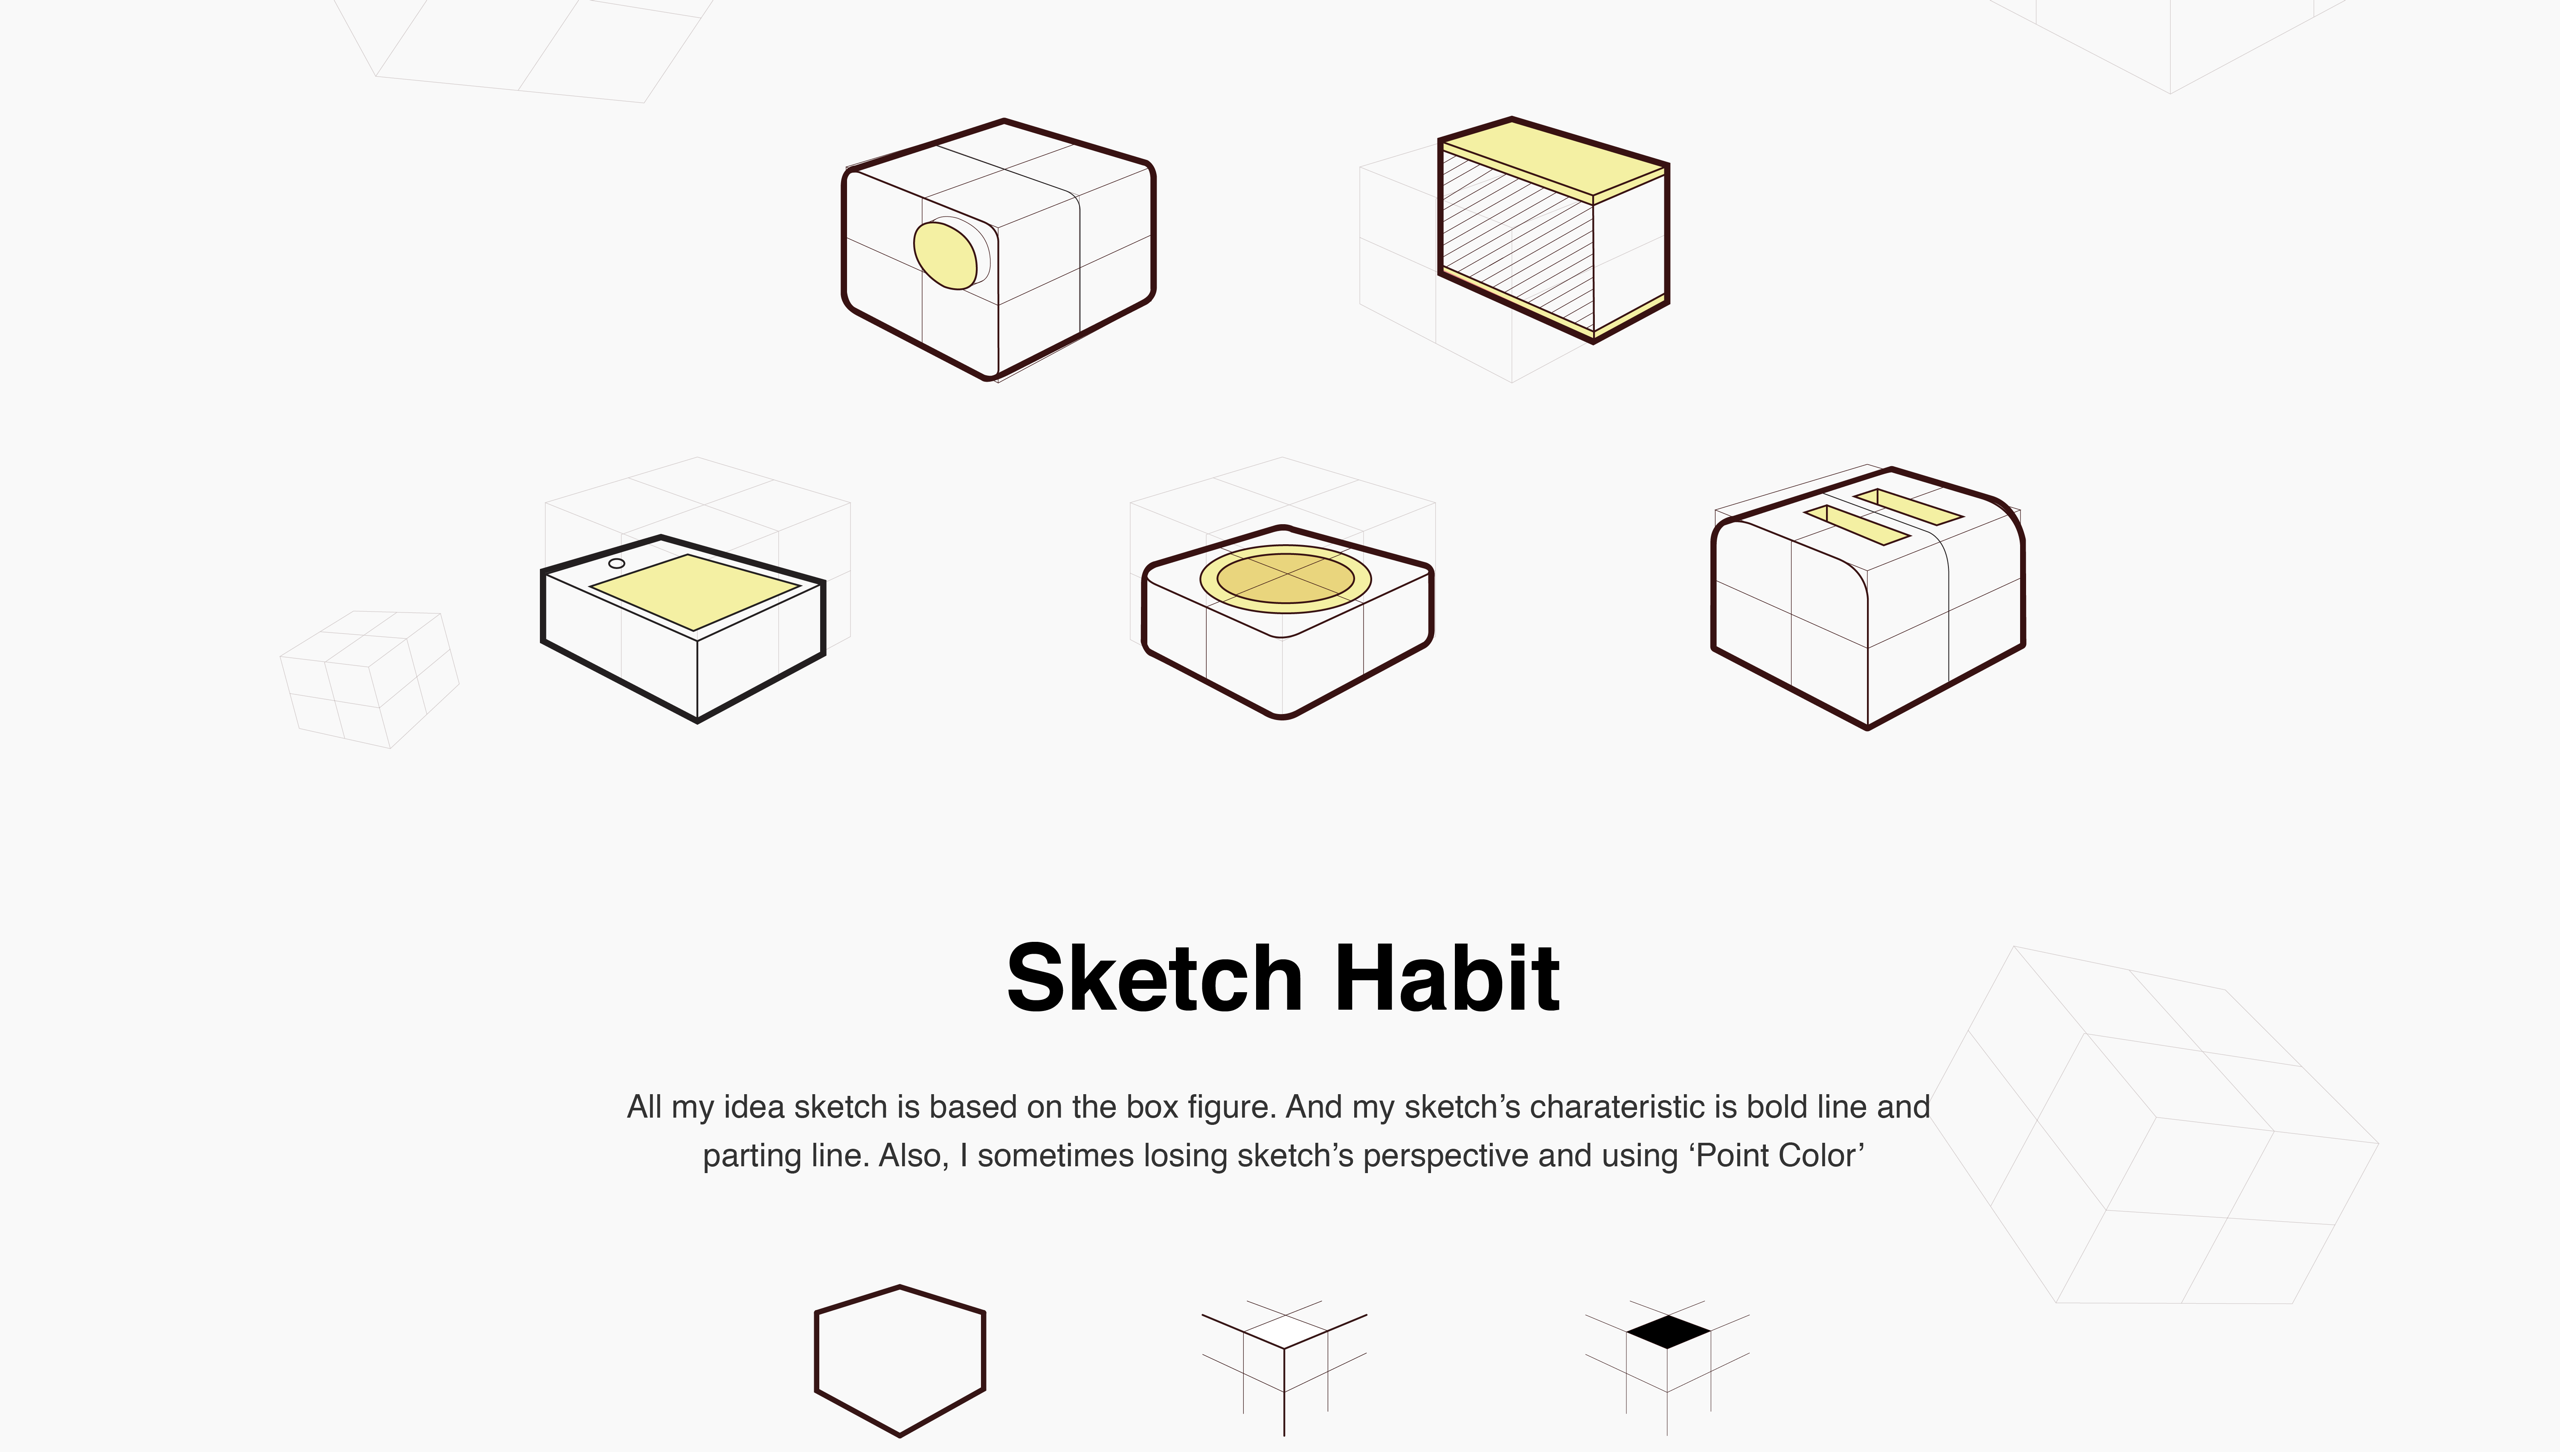 Sketch Habit
All my idea sketch is based on the box figure. And my sketch’s charateristic is bold line and
parting line. Also, I sometimes losing sketch’s perspective and using ‘Point Color’